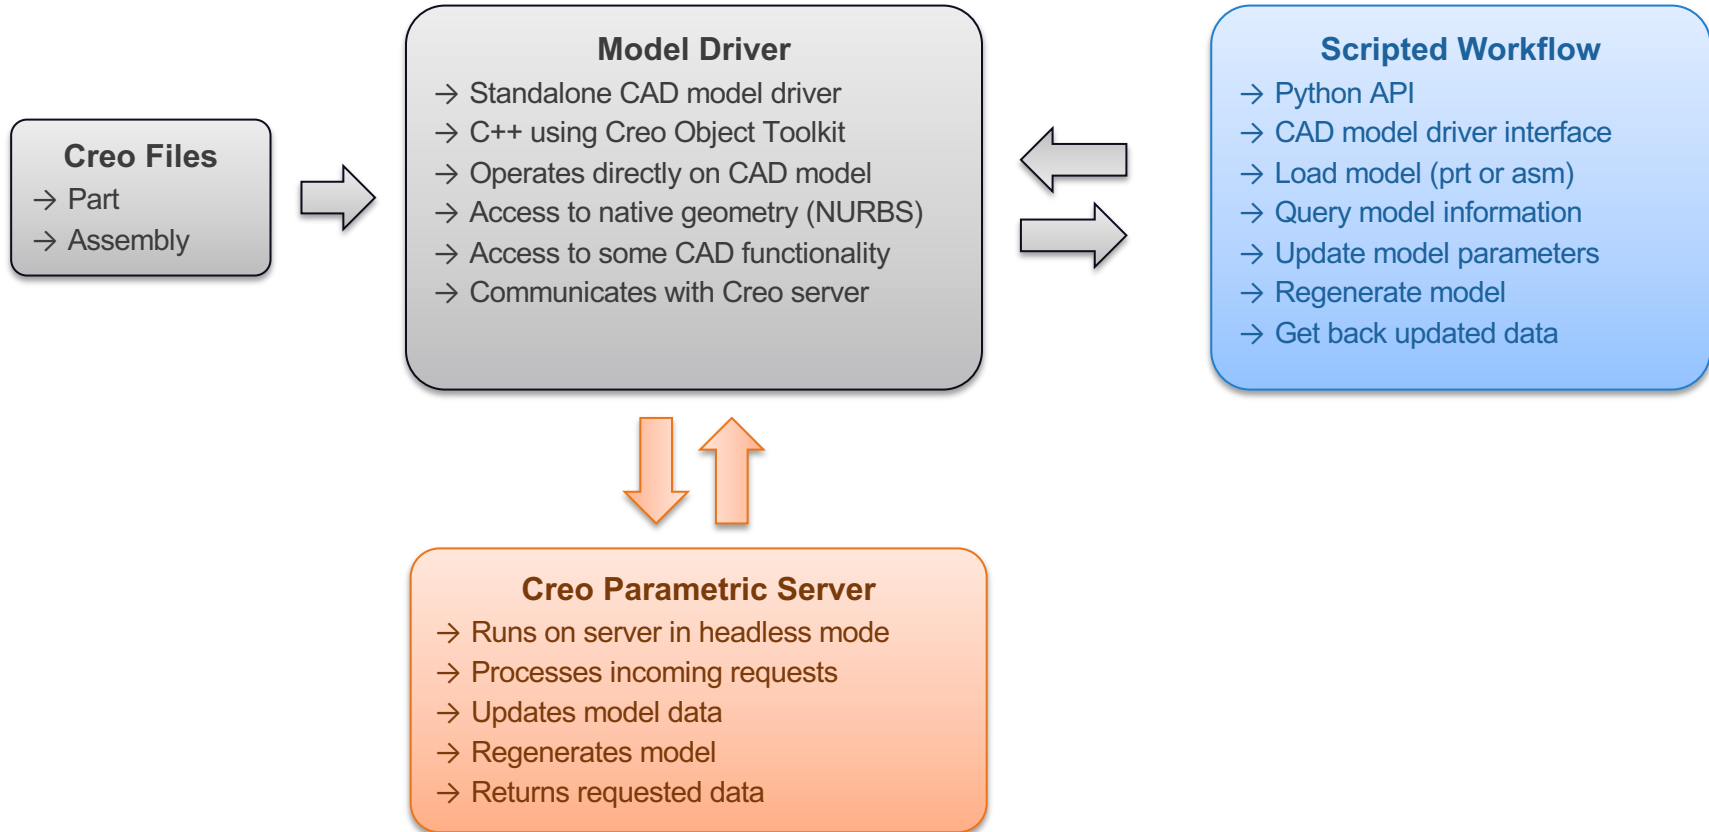 Creo Files
→ Part
→ Assembly
Model Driver
→ Standalone CAD model driver
→ C++ using Creo Object Toolkit
→ Operates directly on CAD model
→ Access to native geometry (NURBS)
→ Access to some CAD functionality
→ Communicates with Creo server
Scripted Workflow
→ Python API
→ CAD model driver interface
→ Load model (prt or asm)
→ Query model information
→ Update model parameters
→ Regenerate model
→ Get back updated data
Creo Parametric Server
→ Runs on server in headless mode
→ Processes incoming requests
→ Updates model data
→ Regenerates model
→ Returns requested data